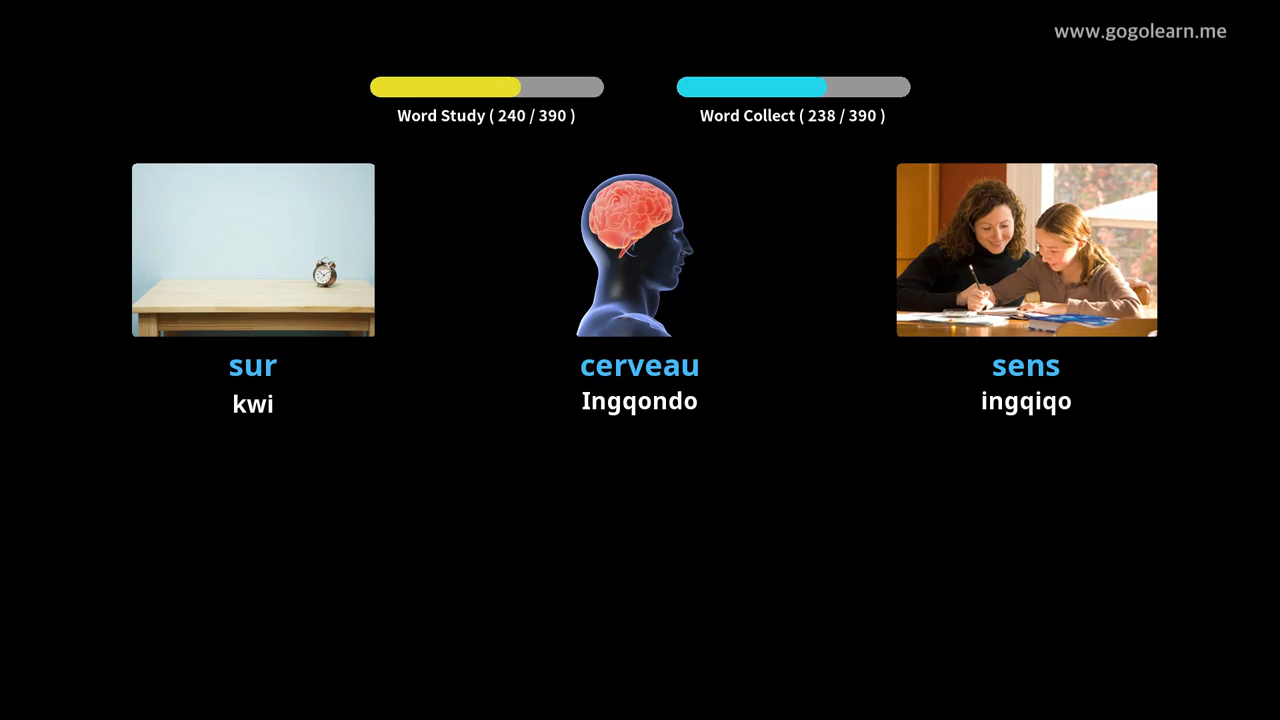 www.gogolearn.me
Word Study ( 240 / 390 )
Word Collect ( 238 / 390 )
sur
kwi
cerveau
Ingqondo
sens
ingqiqo